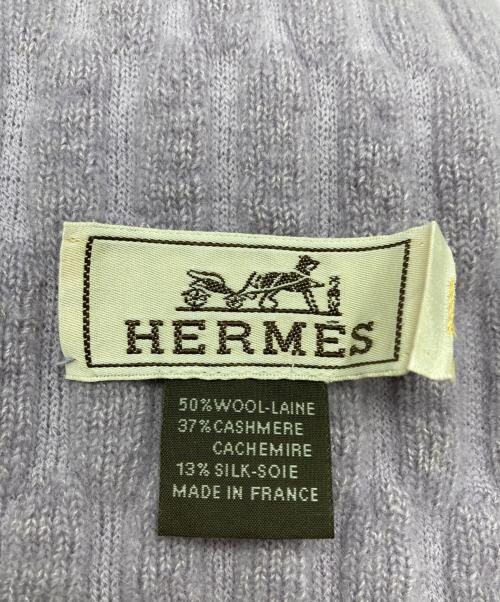 HERMES
50%WOOL-LAINE
37%CASHMERE
CACHEMIRE
13%SILK-SOIE
MADE IN FRANCE